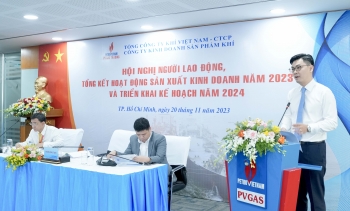 TỔNG CÔNG TY KHÍ VIỆT NAM - CTCP
CÔNG TY KINH DOANH SẢN PHẨM KHÍ
HỘI NGHỊ NGƯỜI LAO ĐỘNG,
TỔNG KẾT HOẠT ĐỘNG SẢN XUẤT KINH DOANH NĂM 2023
VÀ TRIỂN KHAI KẾ HOẠCH NĂM 2024
TP. Hồ Chí Minh, ngày 20 tháng 11 năm 2023
PETROVIETNAM
PVGAS